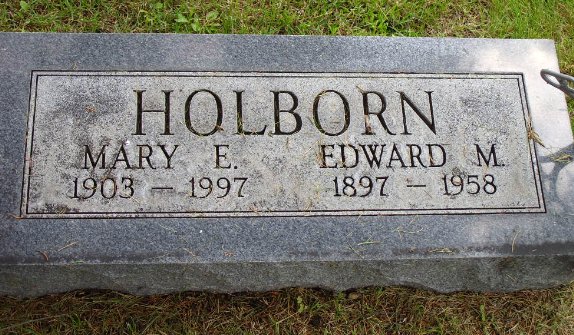 HOLBORN
MARY E. EDWARD M.
1903 — 1997 1897 — 1958